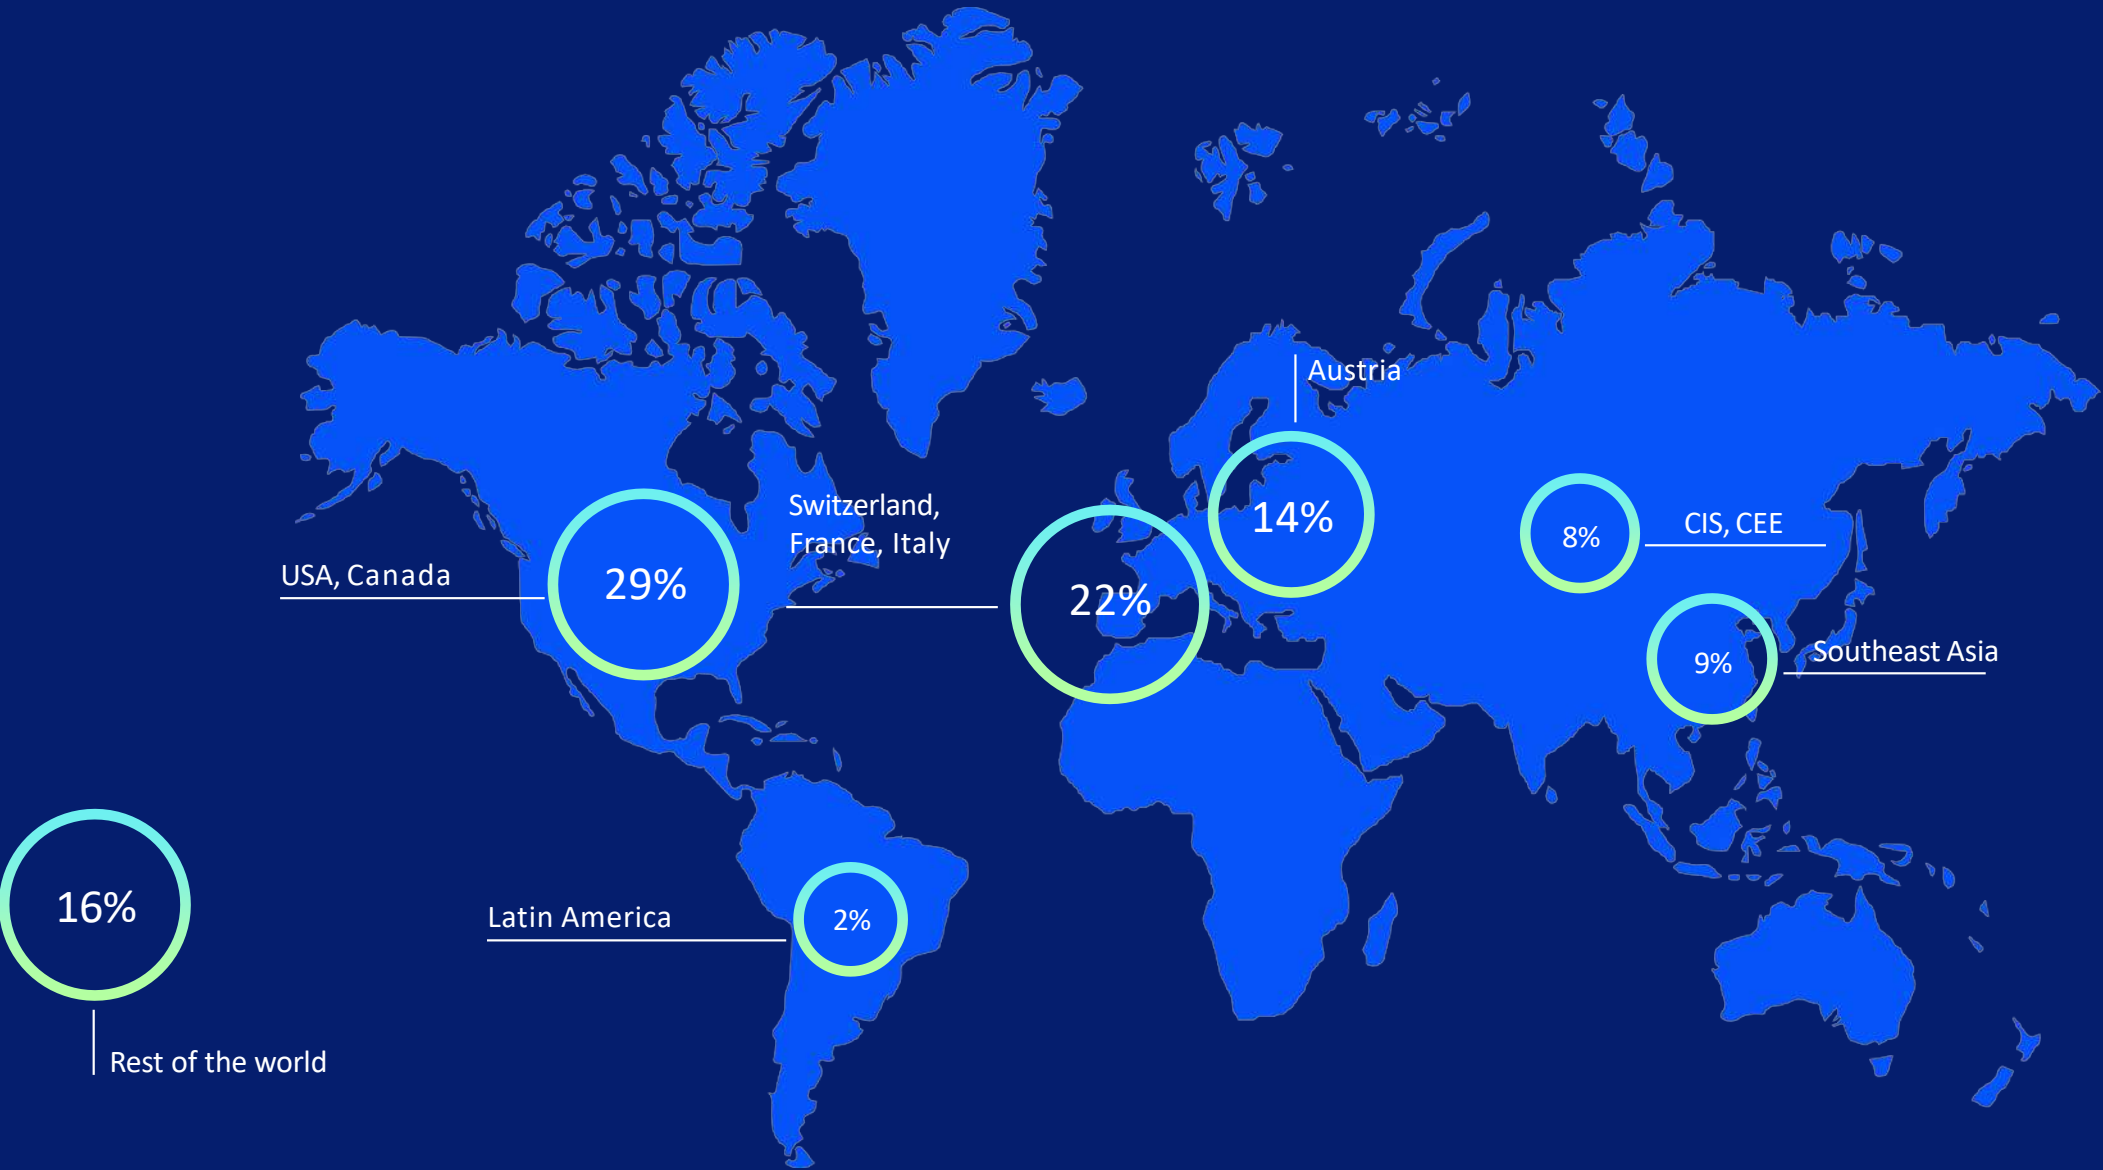 Austria
14%
Switzerland,
France, Italy
22%
8%
CIS, CEE
USA, Canada
29%
9%
Southeast Asia
16%
Rest of the world
Latin America
2%